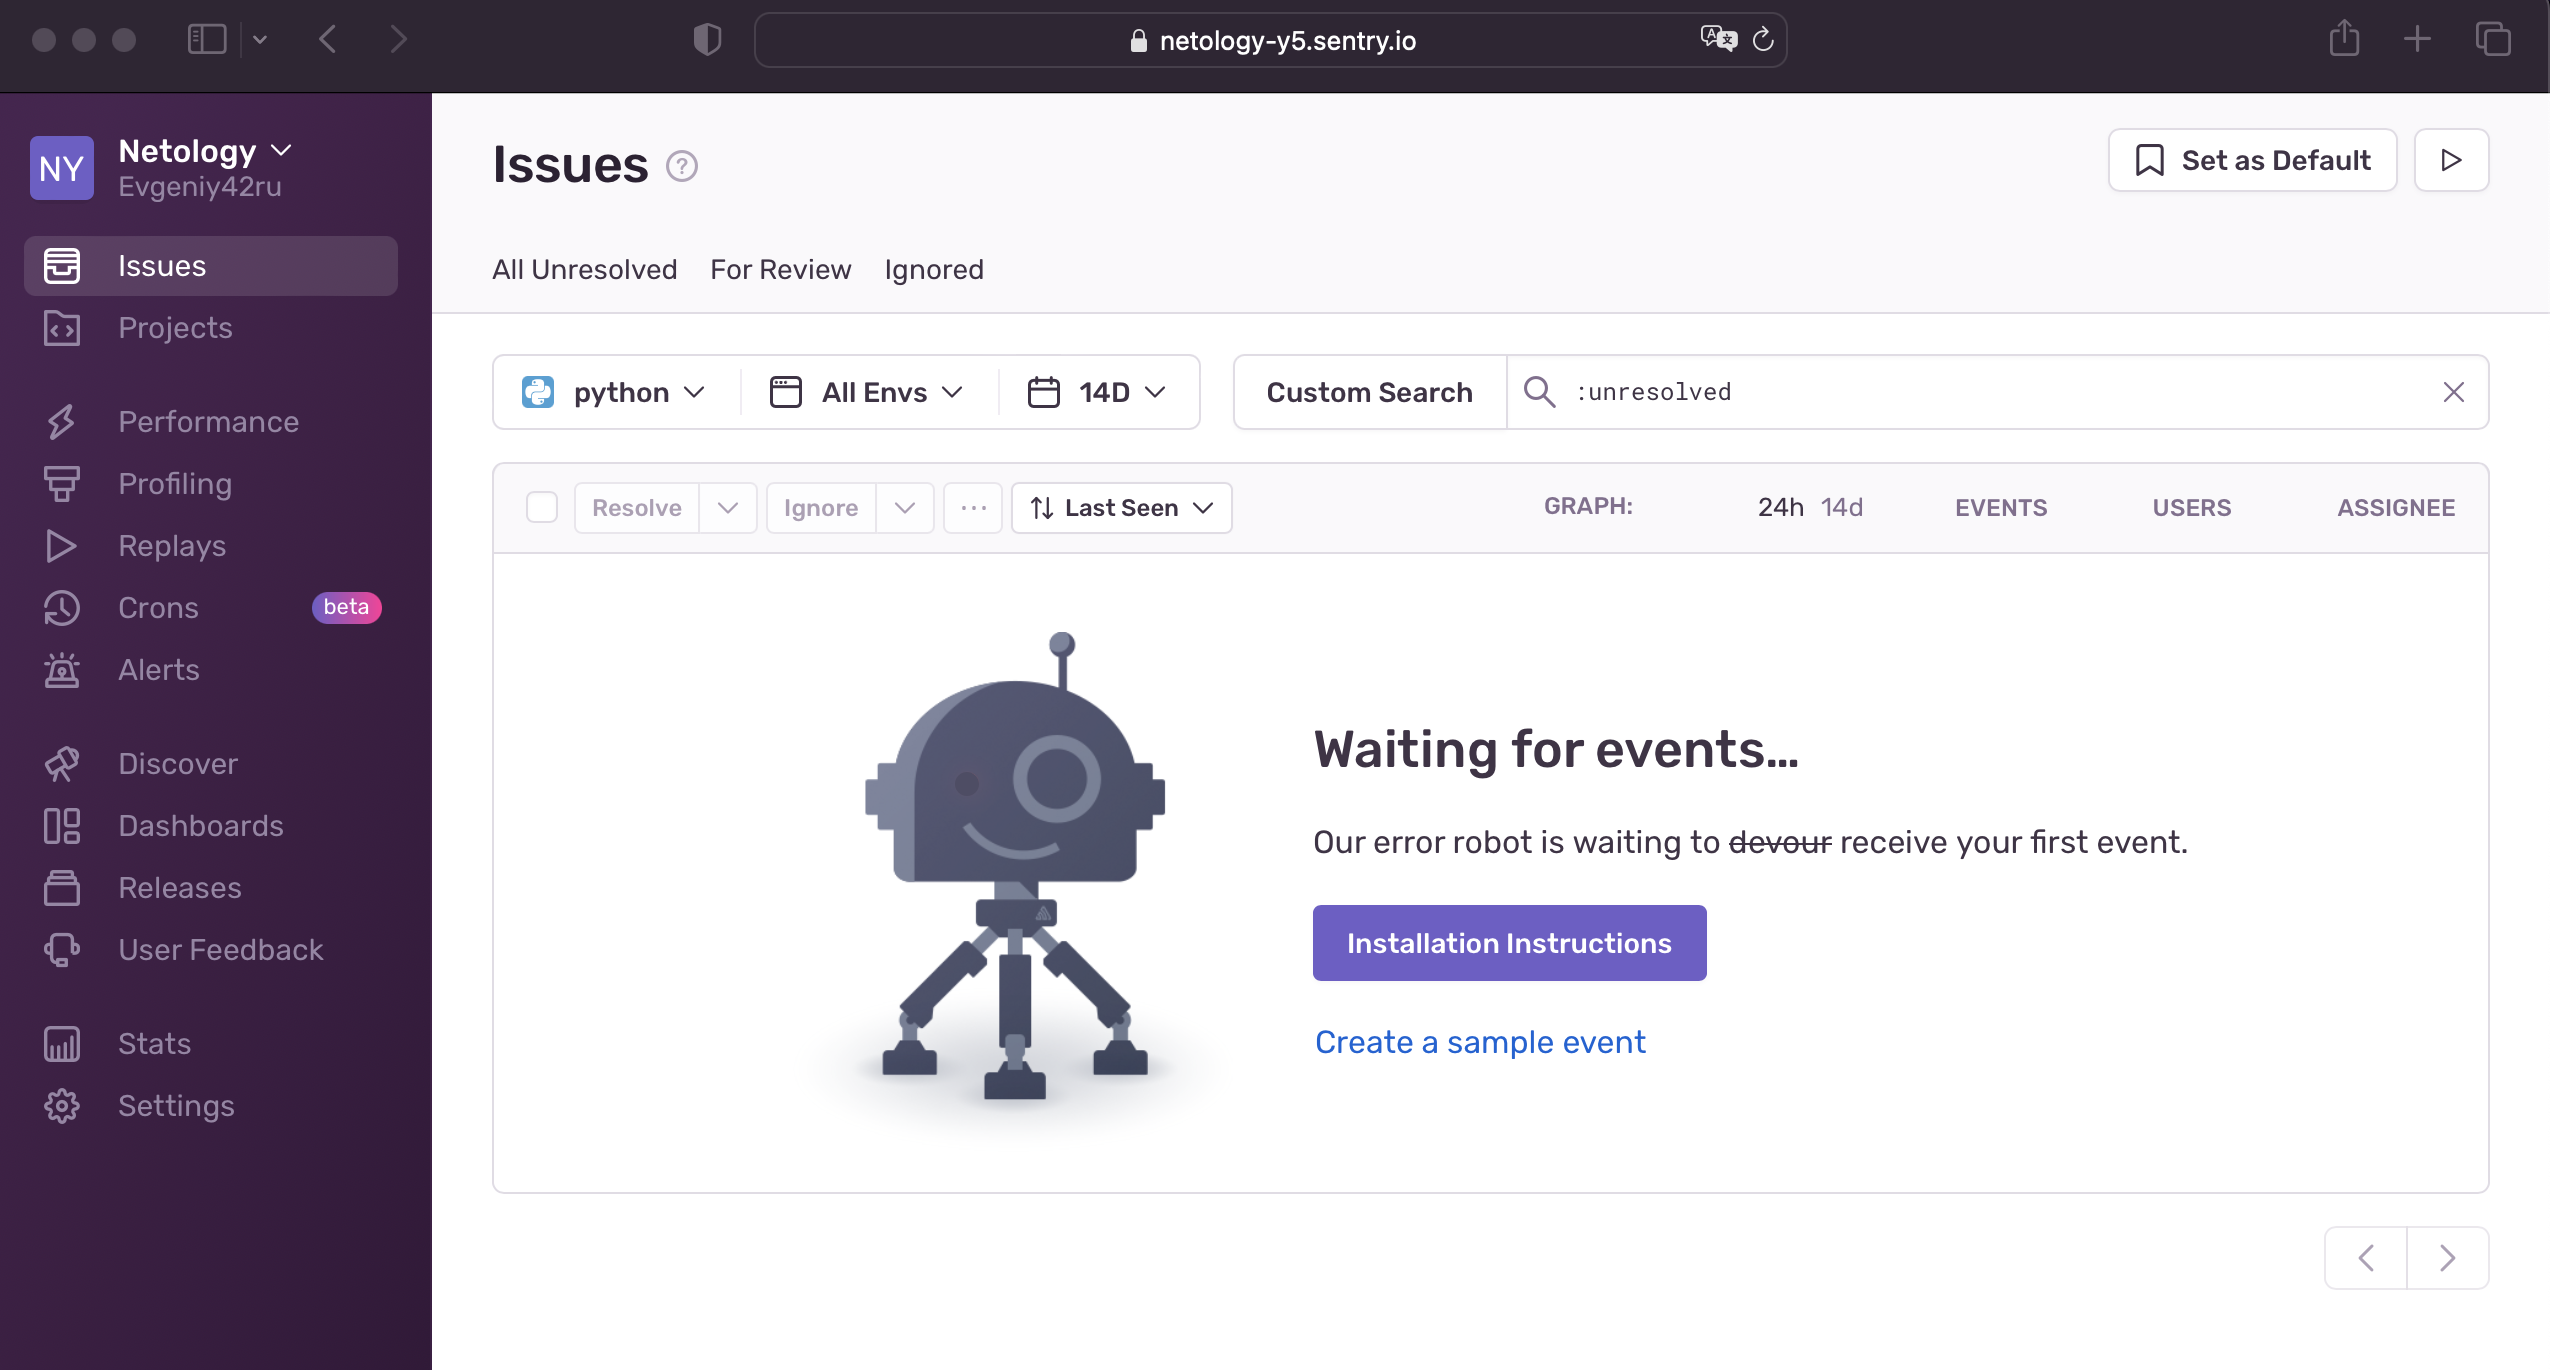 netology-y5.sentry.io
NY
Netology
Evgeniy42ru
Issues
Projects
Performance
Profiling
Replays
Crons beta
Alerts
Discover
Dashboards
Releases
User Feedback
Stats
Settings
Issues ?
Set as Default
All Unresolved For Review Ignored
python All Envs 14D Custom Search :unresolved
Resolve Ignore ... Last Seen GRAPH: 24h 14d EVENTS USERS ASSIGNEE
Waiting for events...
Our error robot is waiting to devour receive your first event.
Installation Instructions
Create a sample event